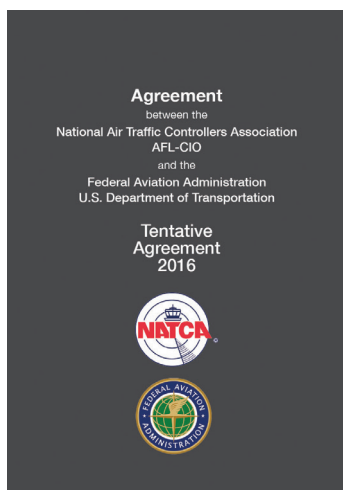 Agreement
between the
National Air Traffic Controllers Association
AFL-CIO
and the
Federal Aviation Administration
U.S. Department of Transportation
Tentative
Agreement
2016
NATCA
FEDERAL AVIATION
ADMINISTRATION